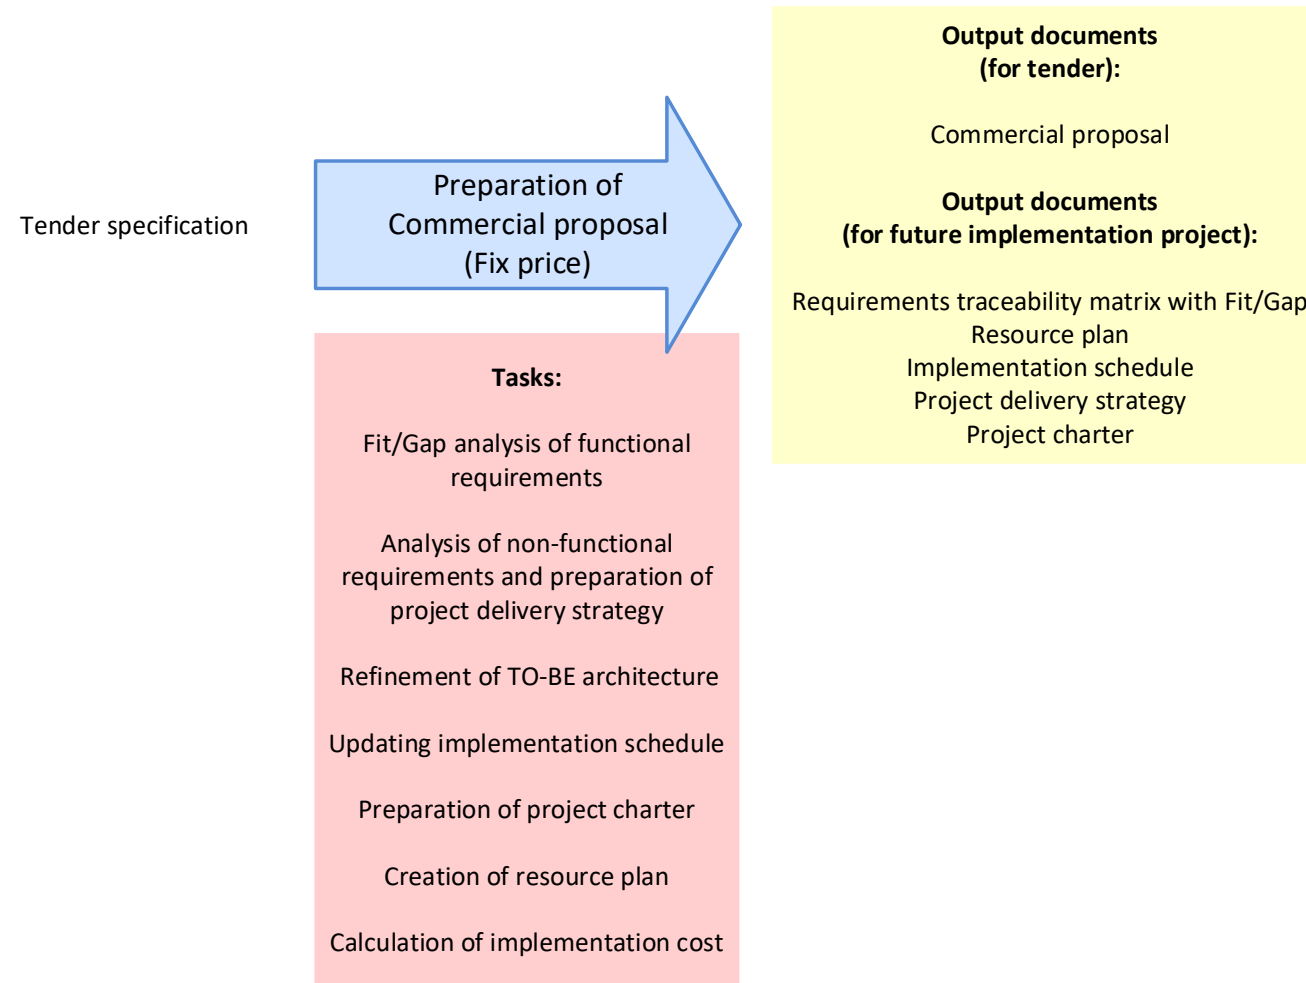 Tender specification
Preparation of
Commercial proposal
(Fix price)
Tasks:
Fit/Gap analysis of functional
requirements
Analysis of non-functional
requirements and preparation of
project delivery strategy
Refinement of TO-BE architecture
Updating implementation schedule
Preparation of project charter
Creation of resource plan
Calculation of implementation cost
Output documents
(for tender):
Commercial proposal
Output documents
(for future implementation project):
Requirements traceability matrix with Fit/Gap
Resource plan
Implementation schedule
Project delivery strategy
Project charter